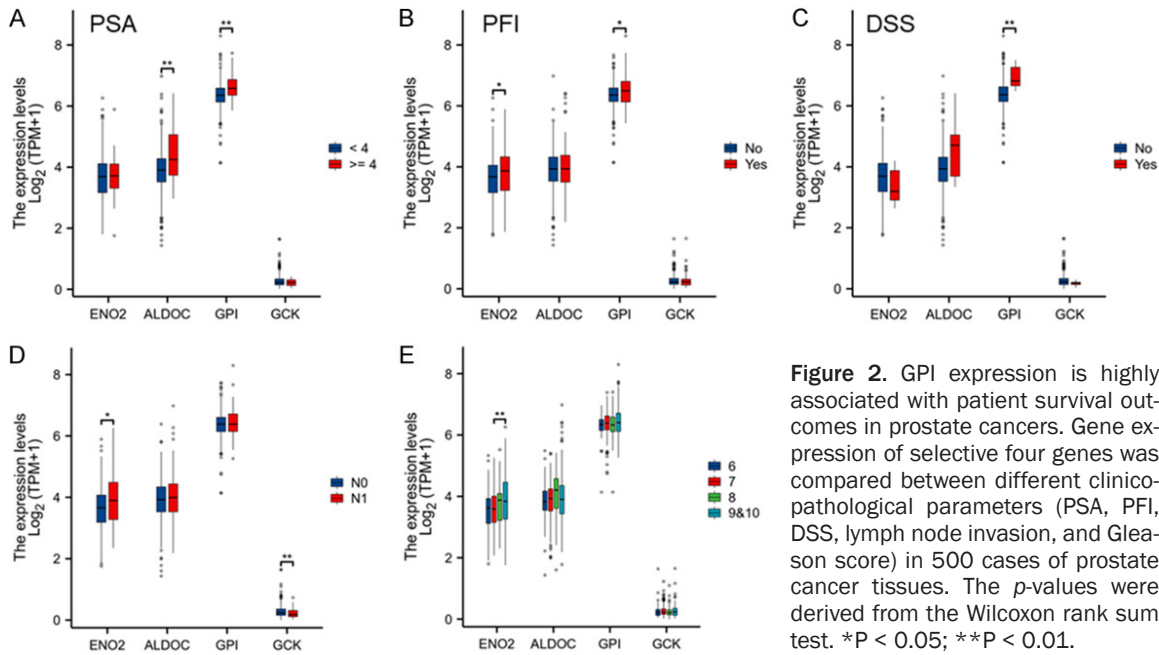 A PSA
The expression levels
Log2 (TPM+1)
8
6
4
2
0
**
**
< 4
>= 4
ENO2 ALDOC GPI GCK
B PFI
The expression levels
Log2 (TPM+1)
8
6
4
2
0
*
*
No
Yes
ENO2 ALDOC GPI GCK
C DSS
The expression levels
Log2 (TPM+1)
8
6
4
2
0
**
No
Yes
ENO2 ALDOC GPI GCK
D
The expression levels
Log2 (TPM+1)
8
6
4
2
0
*
**
N0
N1
ENO2 ALDOC GPI GCK
E
The expression levels
Log2 (TPM+1)
8
6
4
2
0
**
6
7
8
9&10
ENO2 ALDOC GPI GCK
Figure 2. GPI expression is highly
associated with patient survival out-
comes in prostate cancers. Gene ex-
pression of selective four genes was
compared between different clinico-
pathological parameters (PSA, PFI,
DSS, lymph node invasion, and Glea-
son score) in 500 cases of prostate
cancer tissues. The p-values were
derived from the Wilcoxon rank sum
test. *P < 0.05; **P < 0.01.